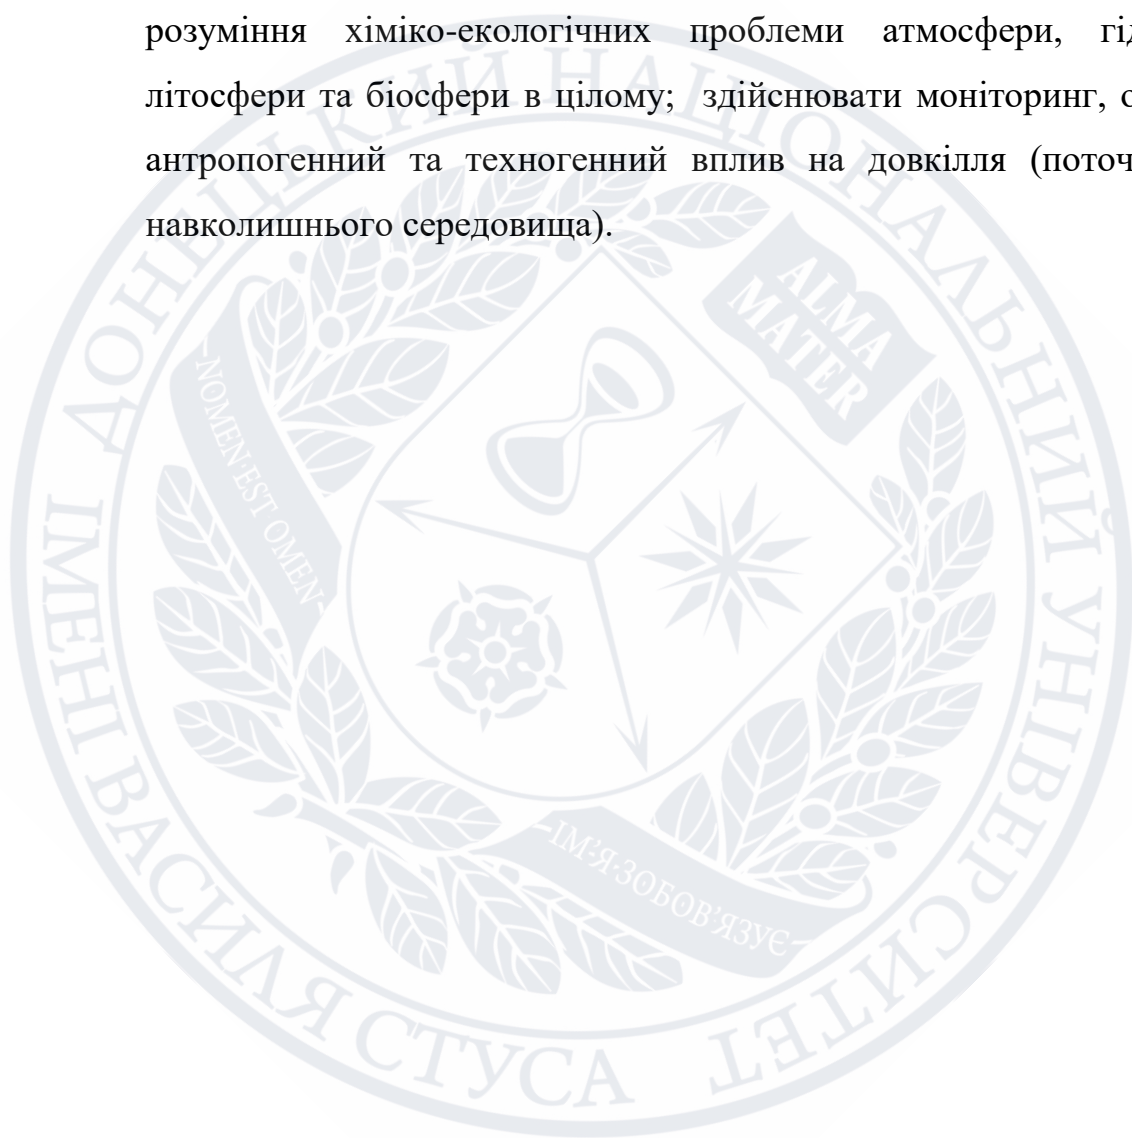 розуміння хіміко-екологічних проблеми атмосфери,
літосфери та біосфери в цілому; здійснювати моніторинг,
антропогенний та техногенний вплив на довкілля
навколишнього середовища).
ДОНЕЦЬКИЙ НАЦІОНАЛЬНИЙ УНІВЕРСИТЕТ
ІМЕНІ ВАСИЛЯ СТУСА
ALMA
MATER
NOMEN·EST OMEN
ІМ'Я·ЗОБОВ'ЯЗУЄ